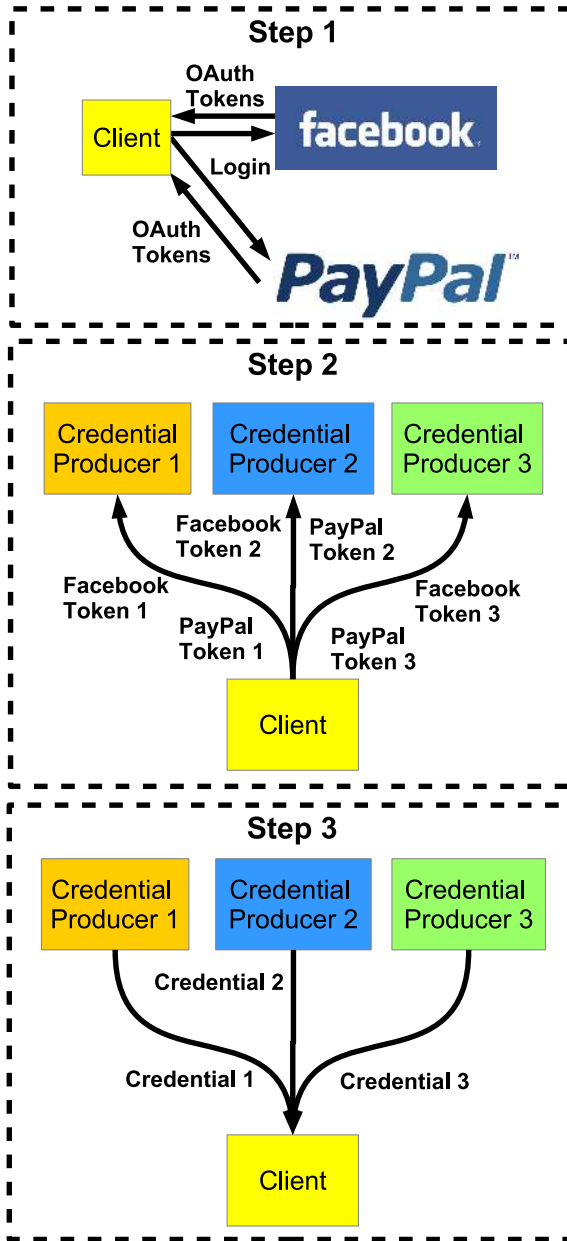 Step 1
OAuth
Tokens
facebook
Client
Login
OAuth
Tokens
PayPal™
Step 2
Credential
Producer 1
Credential
Producer 2
Credential
Producer 3
Facebook
Token 2
PayPal
Token 2
Facebook
Token 1
Facebook
Token 3
PayPal
Token 1
PayPal
Token 3
Client
Step 3
Credential
Producer 1
Credential
Producer 2
Credential
Producer 3
Credential 2
Credential 1
Credential 3
Client